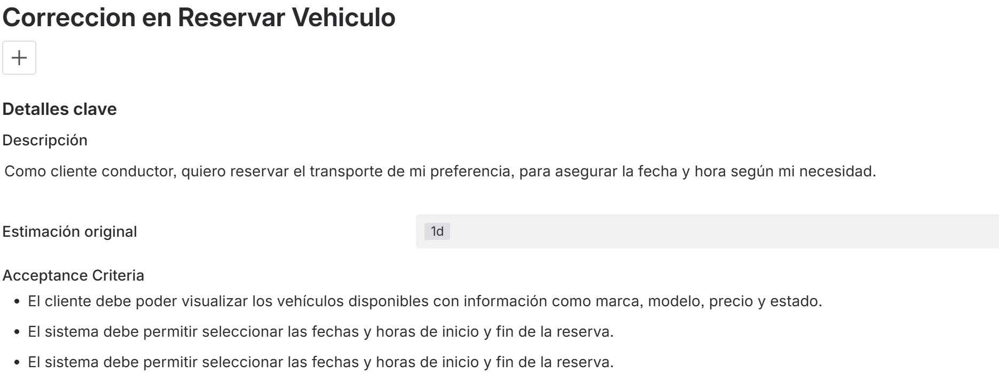 Correccion en Reservar Vehiculo
Detalles clave
Descripción
Como cliente conductor, quiero reservar el transporte de mi preferencia, para asegurar la fecha y hora según mi necesidad.
Estimación original
1d
Acceptance Criteria
• El cliente debe poder visualizar los vehículos disponibles con información como marca, modelo, precio y estado.
• El sistema debe permitir seleccionar las fechas y horas de inicio y fin de la reserva.
• El sistema debe permitir seleccionar las fechas y horas de inicio y fin de la reserva.